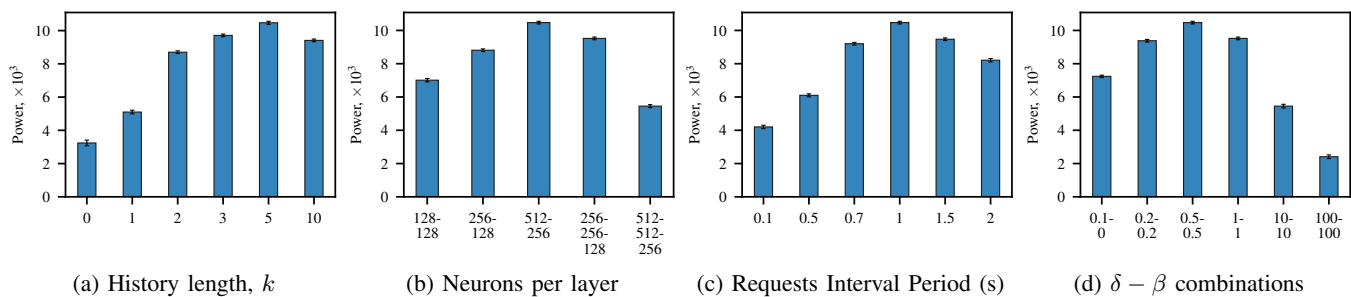 Power, ×10³
10
8
6
4
2
0
0 1 2 3 5 10
(a) History length, k
Power, ×10³
10
8
6
4
2
0
128-128 256-128 512-256 256-256-128 512-512-256
(b) Neurons per layer
Power, ×10³
10
8
6
4
2
0
0.1 0.5 0.7 1 1.5 2
(c) Requests Interval Period (s)
Power, ×10³
10
8
6
4
2
0
0.1-0 0.2-0.2 0.5-0.5 1-1 10-10 100-100
(d) δ − β combinations